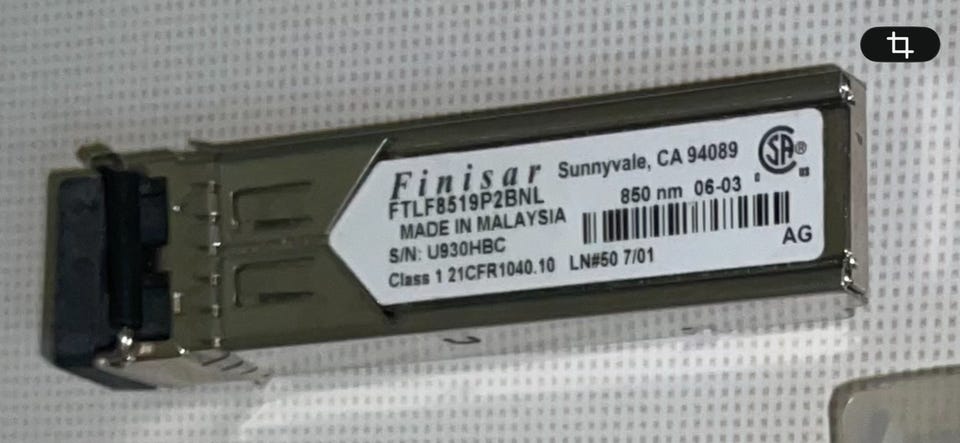 Finisar Sunnyvale, CA 94089
FTLF8519P2BNL 850 nm 06-03
MADE IN MALAYSIA
S/N: U930HBC
AG
Class 1 21CFR1040.10 LN#50 7/01
SA®